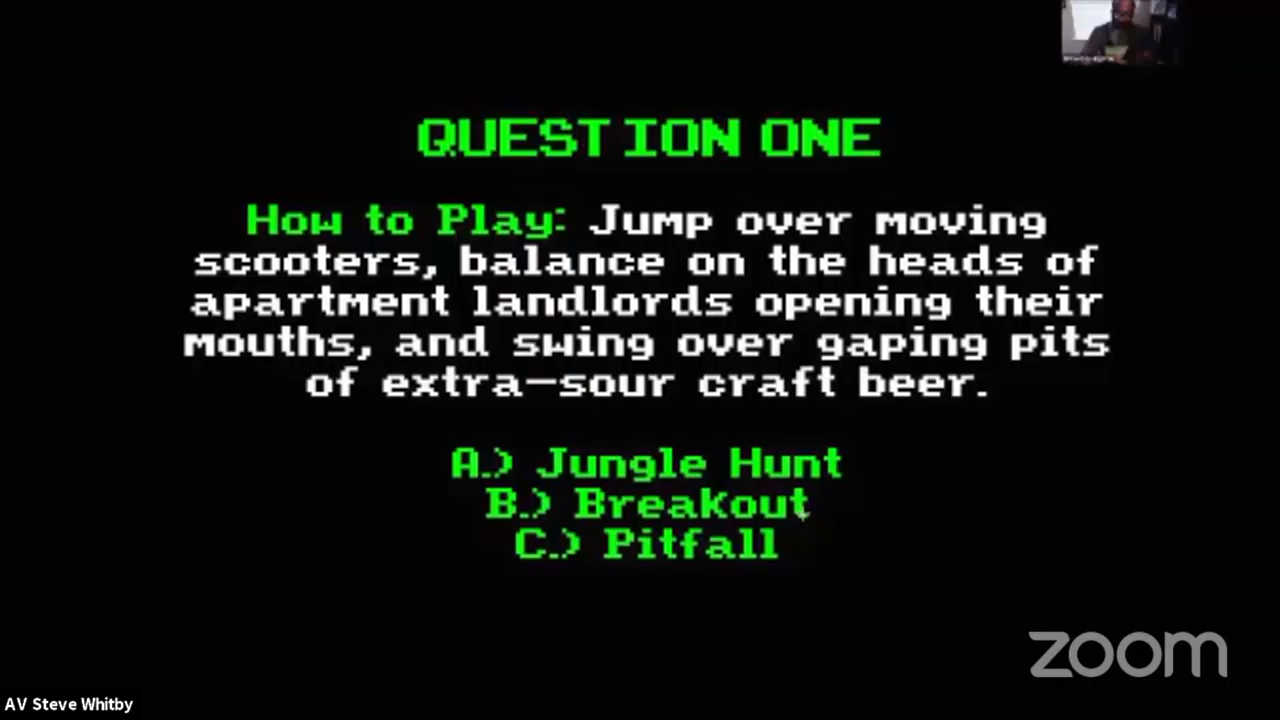 QUESTION ONE
How to Play: Jump over moving
scooters, balance on the heads of
apartment landlords opening their
mouths, and swing over gaping pits
of extra-sour craft beer.
A.) Jungle Hunt
B.) Breakout
C.) Pitfall
zoom
AV Steve Whitby